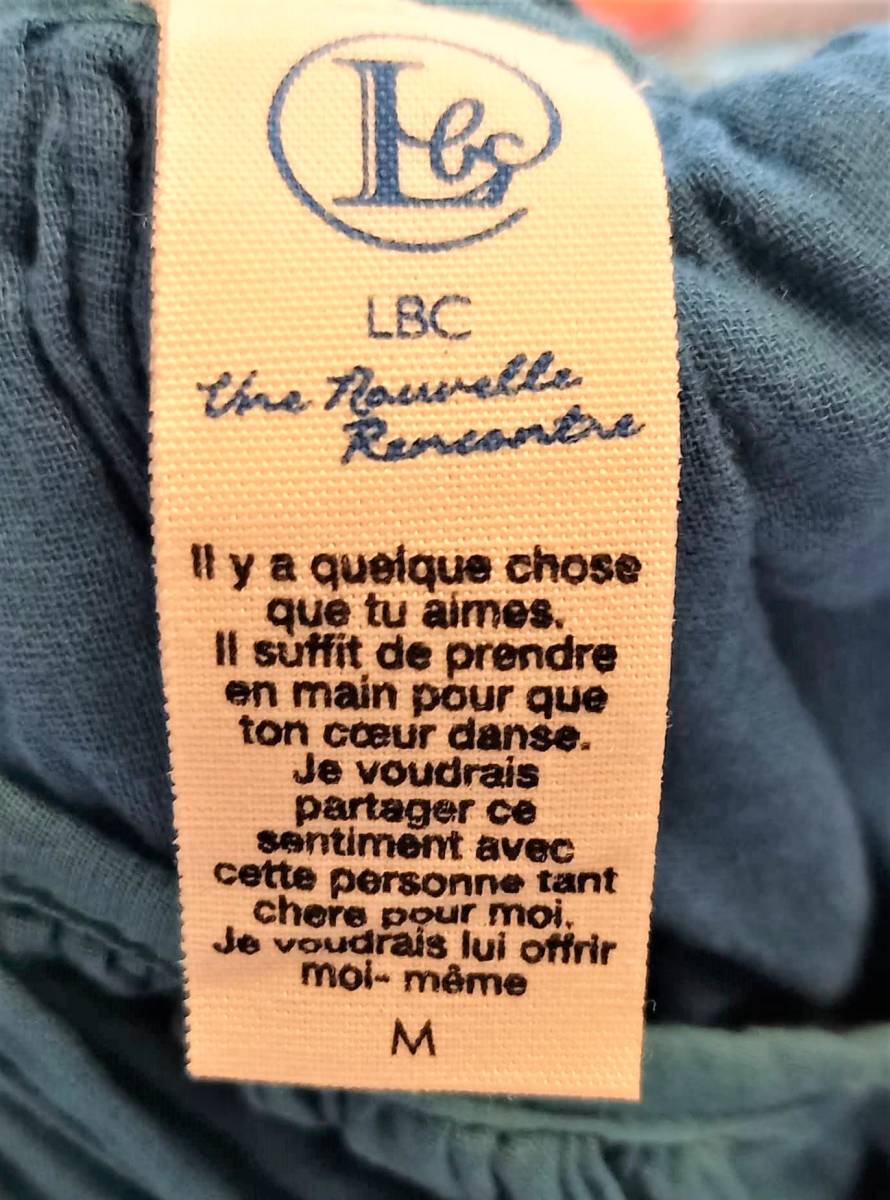 Lbc
LBC
Une Nouvelle
Rencontre
Il y a quelque chose
que tu aimes.
Il suffit de prendre
en main pour que
ton cœur danse.
Je voudrais
partager ce
sentiment avec
cette personne tant
chere pour moi.
Je voudrais lui offrir
moi- même
M